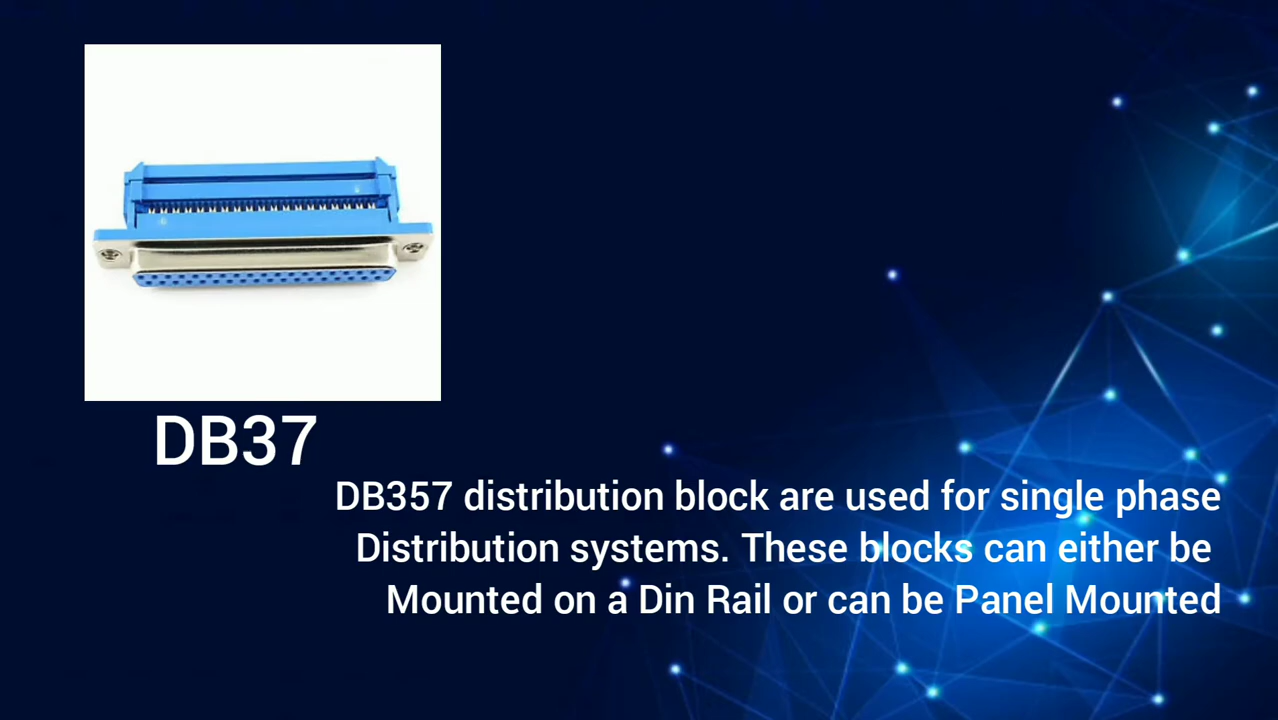 DB37
DB357 distribution block are used for single phase
Distribution systems. These blocks can either be
Mounted on a Din Rail or can be Panel Mounted